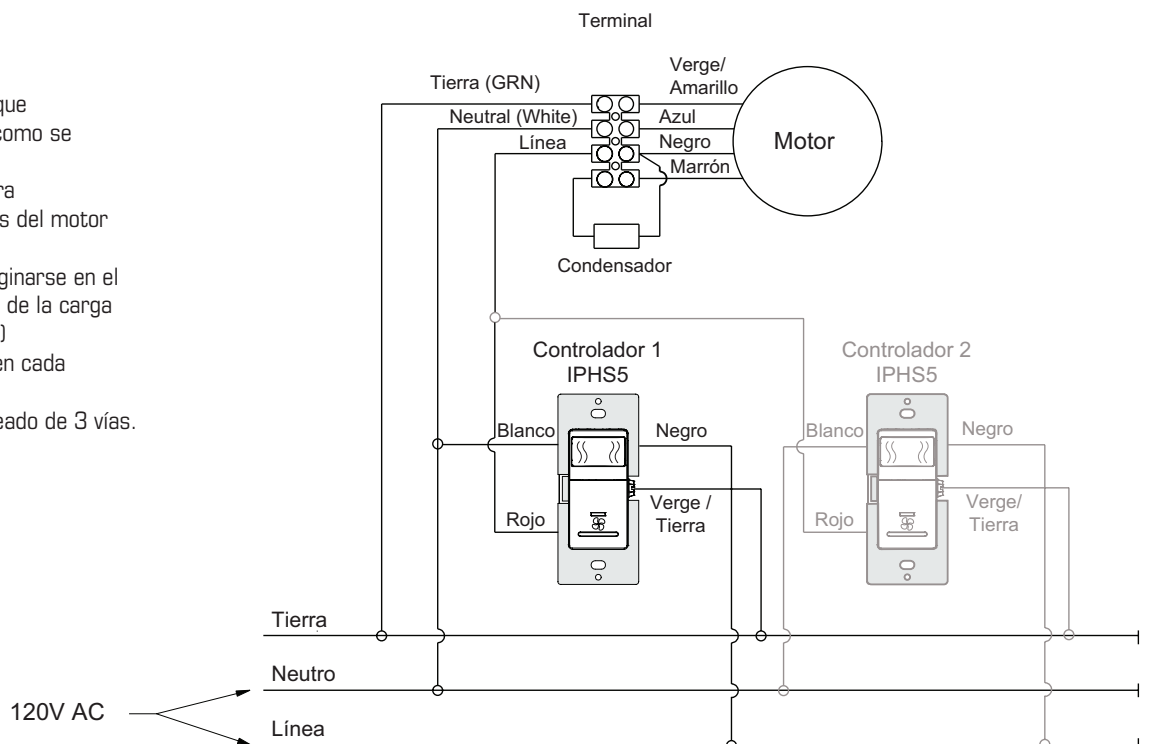 Terminal
que
como se
ra
s del motor
ginarse en el
de la carga
)
en cada
eado de 3 vías.
Tierra (GRN)
Neutral (White)
Línea
Verge/
Amarillo
Azul
Negro
Marrón
Motor
Condensador
Controlador 1
IPHS5
Blanco
Negro
Rojo
Verge /
Tierra
Controlador 2
IPHS5
Blanco
Negro
Rojo
Verge/
Tierra
Tierra
Neutro
120V AC
Línea